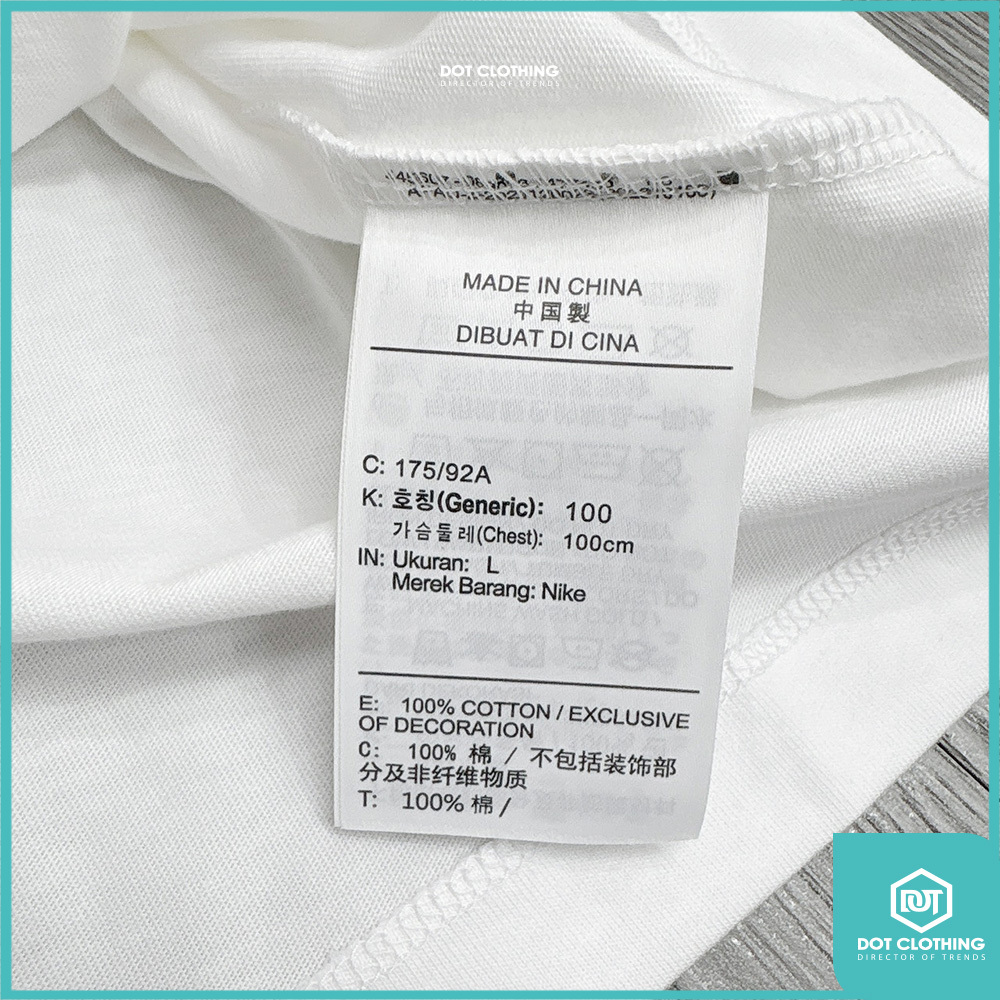 DOT CLOTHING
DIRECTOR OF TRENDS
MADE IN CHINA
中国製
DIBUAT DI CINA
C: 175/92A
K: 호칭(Generic): 100
가슴둘레(Chest): 100cm
IN: Ukuran: L
Merek Barang: Nike
E: 100% COTTON / EXCLUSIVE
OF DECORATION
C: 100% 棉 / 不包括装饰部
分及非纤维物质
T: 100% 棉 /
DOT
DOT CLOTHING
DIRECTOR OF TRENDS